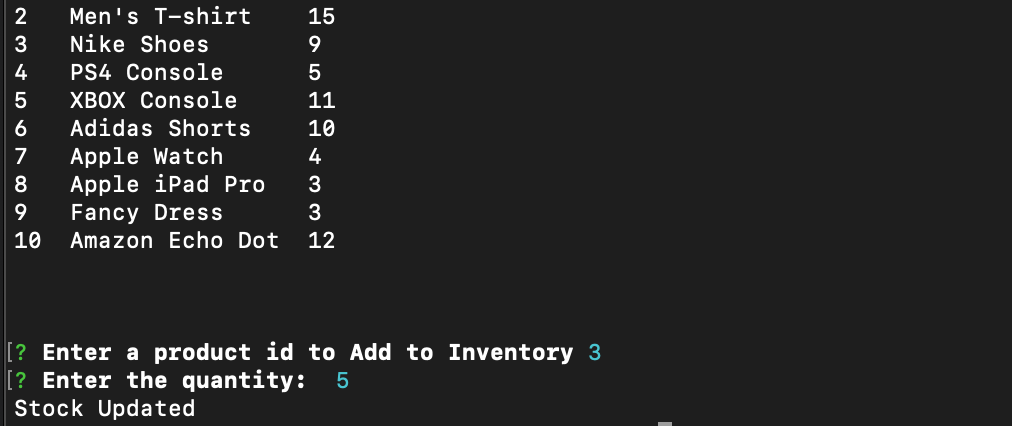 2   Men's T-shirt    15
3   Nike Shoes       9
4   PS4 Console      5
5   XBOX Console     11
6   Adidas Shorts    10
7   Apple Watch      4
8   Apple iPad Pro   3
9   Fancy Dress      3
10  Amazon Echo Dot  12
[? Enter a product id to Add to Inventory 3
[? Enter the quantity:  5
Stock Updated